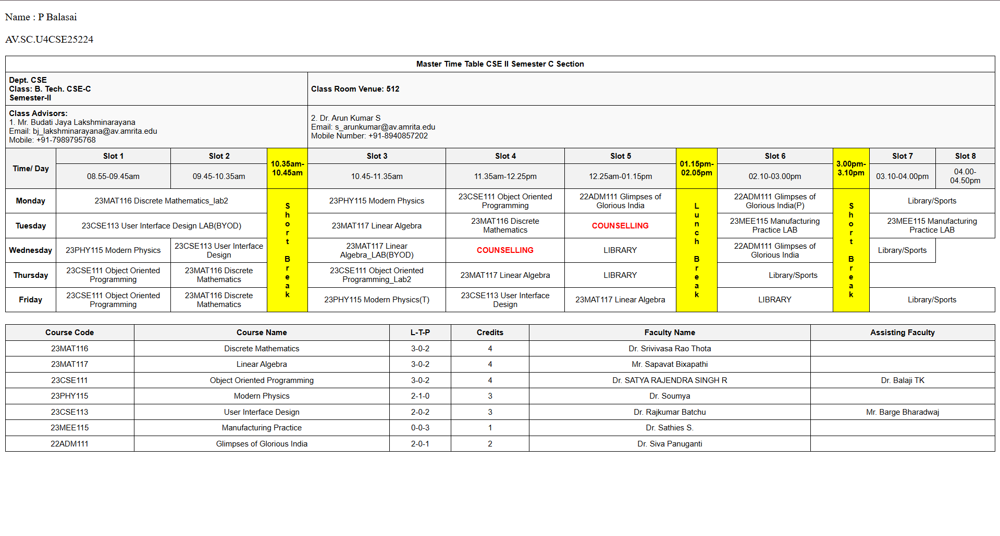 Name : P Balasai
AV.SC.U4CSE25224
Master Time Table CSE II Semester C Section
Dept. CSE
Class: B. Tech. CSE-C
Semester-II
Class Room Venue: 512
Class Advisors:
1. Mr. Budati Jaya Lakshminarayana
Email: bj_lakshminarayana@av.amrita.edu
Mobile: +91-7989795768
2. Dr. Arun Kumar S
Email: s_arunkumar@av.amrita.edu
Mobile Number: +91-8940857202
Time/ Day
Slot 1
Slot 2
10.35am-
10.45am
Slot 3
Slot 4
Slot 5
01.15pm-
02.05pm
Slot 6
3.00pm-
3.10pm
Slot 7
Slot 8
08.55-09.45am
09.45-10.35am
10.45-11.35am
11.35am-12.25pm
12.25am-01.15pm
02.10-03.00pm
03.10-04.00pm
04.00-
04.50pm
Monday
23MAT116 Discrete Mathematics_lab2
Short Break
23PHY115 Modern Physics
23CSE111 Object Oriented
Programming
22ADM111 Glimpses of
Glorious India
Lunch Break
22ADM111 Glimpses of
Glorious India(P)
Short Break
Library/Sports
Tuesday
23CSE113 User Interface Design LAB(BYOD)
23MAT117 Linear Algebra
23MAT116 Discrete
Mathematics
COUNSELLING
23MEE115 Manufacturing
Practice LAB
23MEE115 Manufacturing
Practice LAB
Wednesday
23PHY115 Modern Physics
23CSE113 User Interface
Design
23MAT117 Linear
Algebra_LAB(BYOD)
COUNSELLING
LIBRARY
22ADM111 Glimpses of
Glorious India
Library/Sports
Thursday
23CSE111 Object Oriented
Programming
23MAT116 Discrete
Mathematics
23CSE111 Object Oriented
Programming_Lab2
23MAT117 Linear Algebra
LIBRARY
Library/Sports
Friday
23CSE111 Object Oriented
Programming
23MAT116 Discrete
Mathematics
23PHY115 Modern Physics(T)
23CSE113 User Interface
Design
23MAT117 Linear Algebra
LIBRARY
Library/Sports
Course Code Course Name L-T-P Credits Faculty Name Assisting Faculty
23MAT116 Discrete Mathematics 3-0-2 4 Dr. Srivivasa Rao Thota
23MAT117 Linear Algebra 3-0-2 4 Mr. Sapavat Bixapathi
23CSE111 Object Oriented Programming 3-0-2 4 Dr. SATYA RAJENDRA SINGH R Dr. Balaji TK
23PHY115 Modern Physics 2-1-0 3 Dr. Soumya
23CSE113 User Interface Design 2-0-2 3 Dr. Rajkumar Batchu Mr. Barge Bharadwaj
23MEE115 Manufacturing Practice 0-0-3 1 Dr. Sathies S.
22ADM111 Glimpses of Glorious India 2-0-1 2 Dr. Siva Panuganti